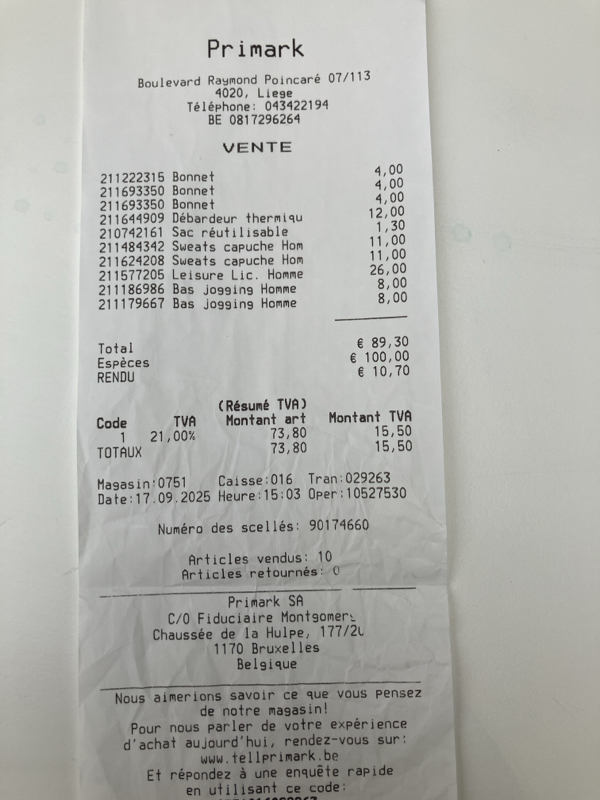 Primark
Boulevard Raymond Poincaré 07/113
4020, Liege
Téléphone: 043422194
BE 0817296264
VENTE
211222315 Bonnet 4,00
211693350 Bonnet 4,00
211693350 Bonnet 4,00
211644909 Débardeur thermiqu 12,00
210742161 Sac réutilisable 1,30
211484342 Sweats capuche Hom 11,00
211624208 Sweats capuche Hom 11,00
211577205 Leisure Lic. Homme 26,00
211186986 Bas jogging Homme 8,00
211179667 Bas jogging Homme 8,00
Total € 89,30
Espèces € 100,00
RENDU € 10,70
(Résumé TVA)
Code TVA Montant art Montant TVA
1 21,00% 73,80 15,50
TOTAUX 73,80 15,50
Magasin:0751 Caisse:016 Tran:029263
Date:17.09.2025 Heure:15:03 Oper:10527530
Numéro des scellés: 90174660
Articles vendus: 10
Articles retournés: 0
Primark SA
C/O Fiduciaire
Chaussée de la Hulpe,
1170 Bruxelles
Belgique
Nous aimerions savoir ce que vous pensez
de notre magasin!
Pour nous parler de votre expérience
d'achat aujourd'hui, rendez-vous sur:
www.tellprimark.be
Et répondez à une enquête rapide
en utilisant ce code: